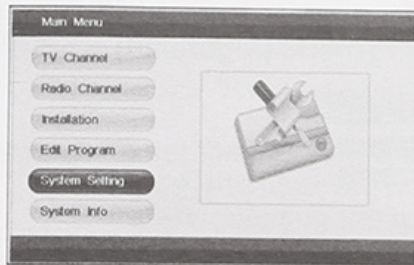 Main Menu
TV Channel
Radio Channel
Installation
Edit Program
System Setting
System Info